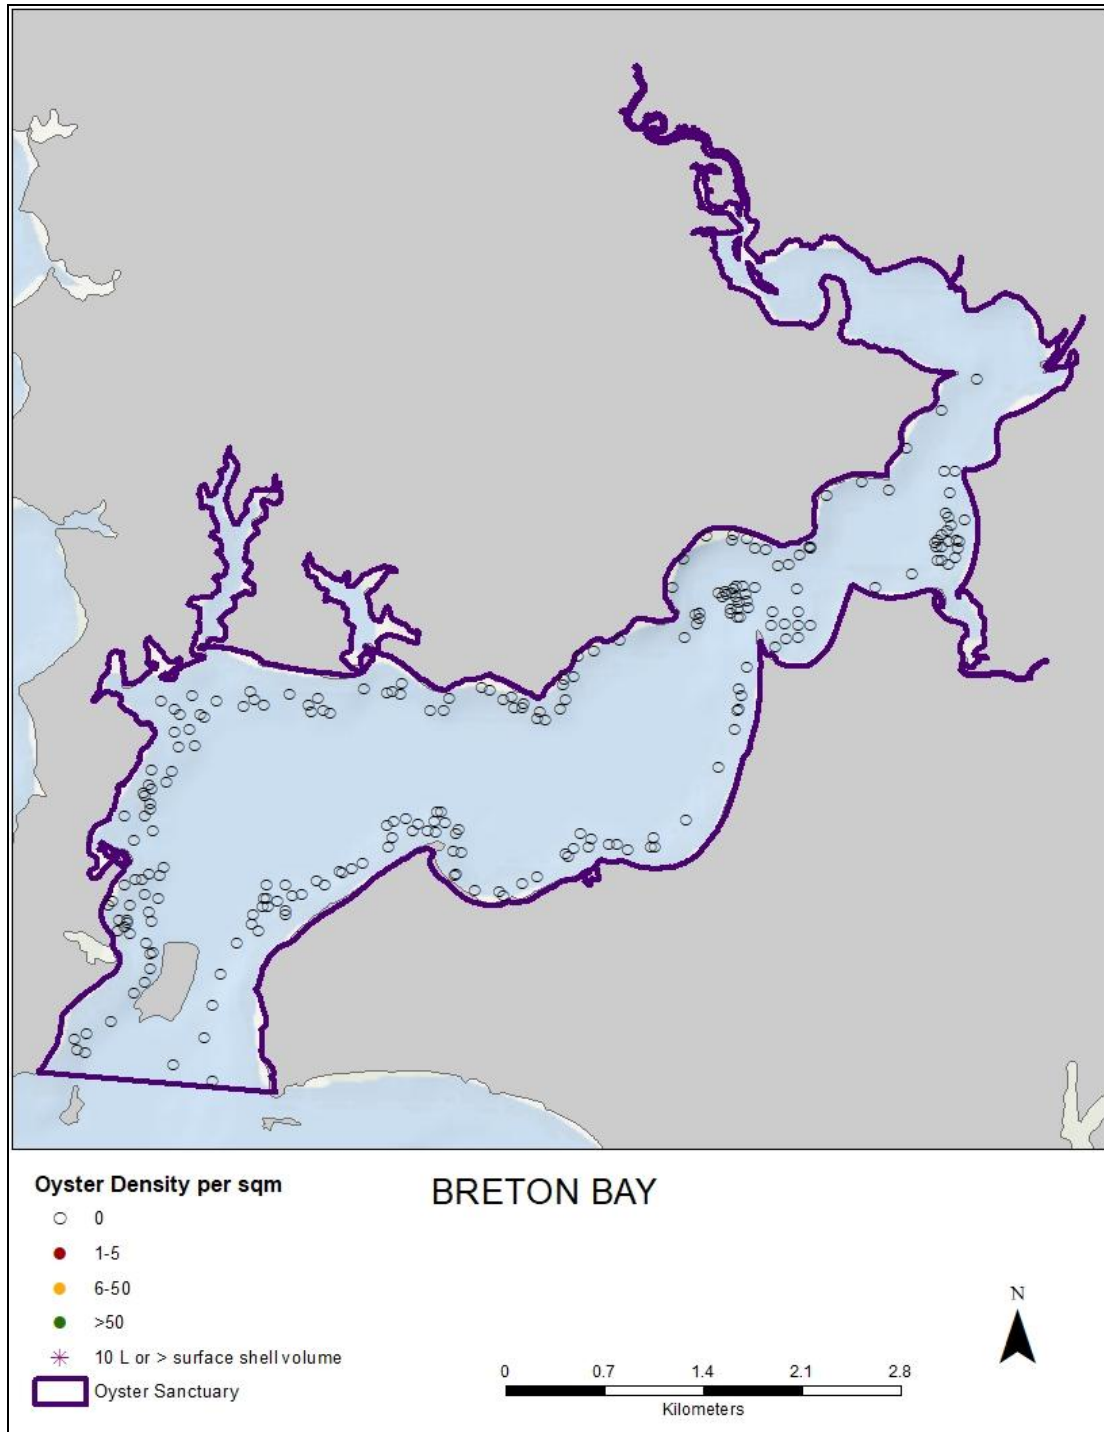 Oyster Density per sqm
BRETON BAY
0
1-5
6-50
>50
10 L or > surface shell volume
Oyster Sanctuary
N
0 0.7 1.4 2.1 2.8
Kilometers